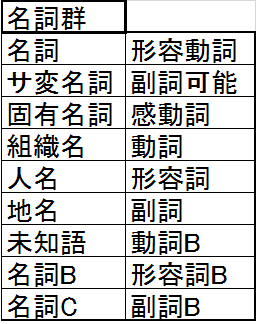 名詞群
名詞 形容動詞
サ変名詞 副詞可能
固有名詞 感動詞
組織名 動詞
人名 形容詞
地名 副詞
未知語 動詞B
名詞B 形容詞B
名詞C 副詞B